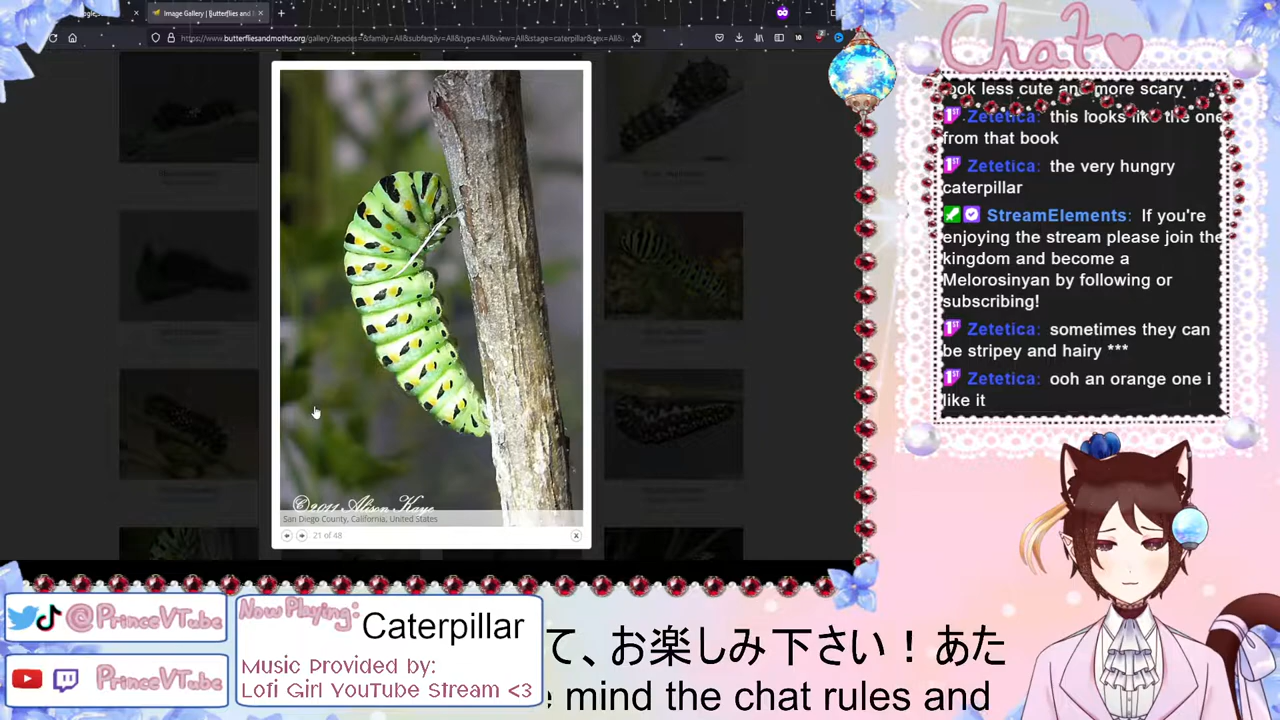 Image Gallery | Butterflies and
https://www.butterfliesandmoths.org/gallery?species=&family=All&subfamily=All&type=All&view=All&stage=caterpillar&sex=All&
©2011 Alison Kaye
San Diego County, California, United States
21 of 48
Chat
look less cute and more scary
Zetetica: this looks like the one
from that book
Zetetica: the very hungry
caterpillar
StreamElements: If you're
enjoying the stream please join the
kingdom and become a
Melorosinyan by following or
subscribing!
Zetetica: sometimes they can
be stripey and hairy ***
Zetetica: ooh an orange one i
like it
@PrinceVTube
PrinceVTube
Now Playing:
Caterpillar
Music Provided by:
Lofi Girl YouTube Stream <3
て、お楽しみ下さい！あた
mind the chat rules and